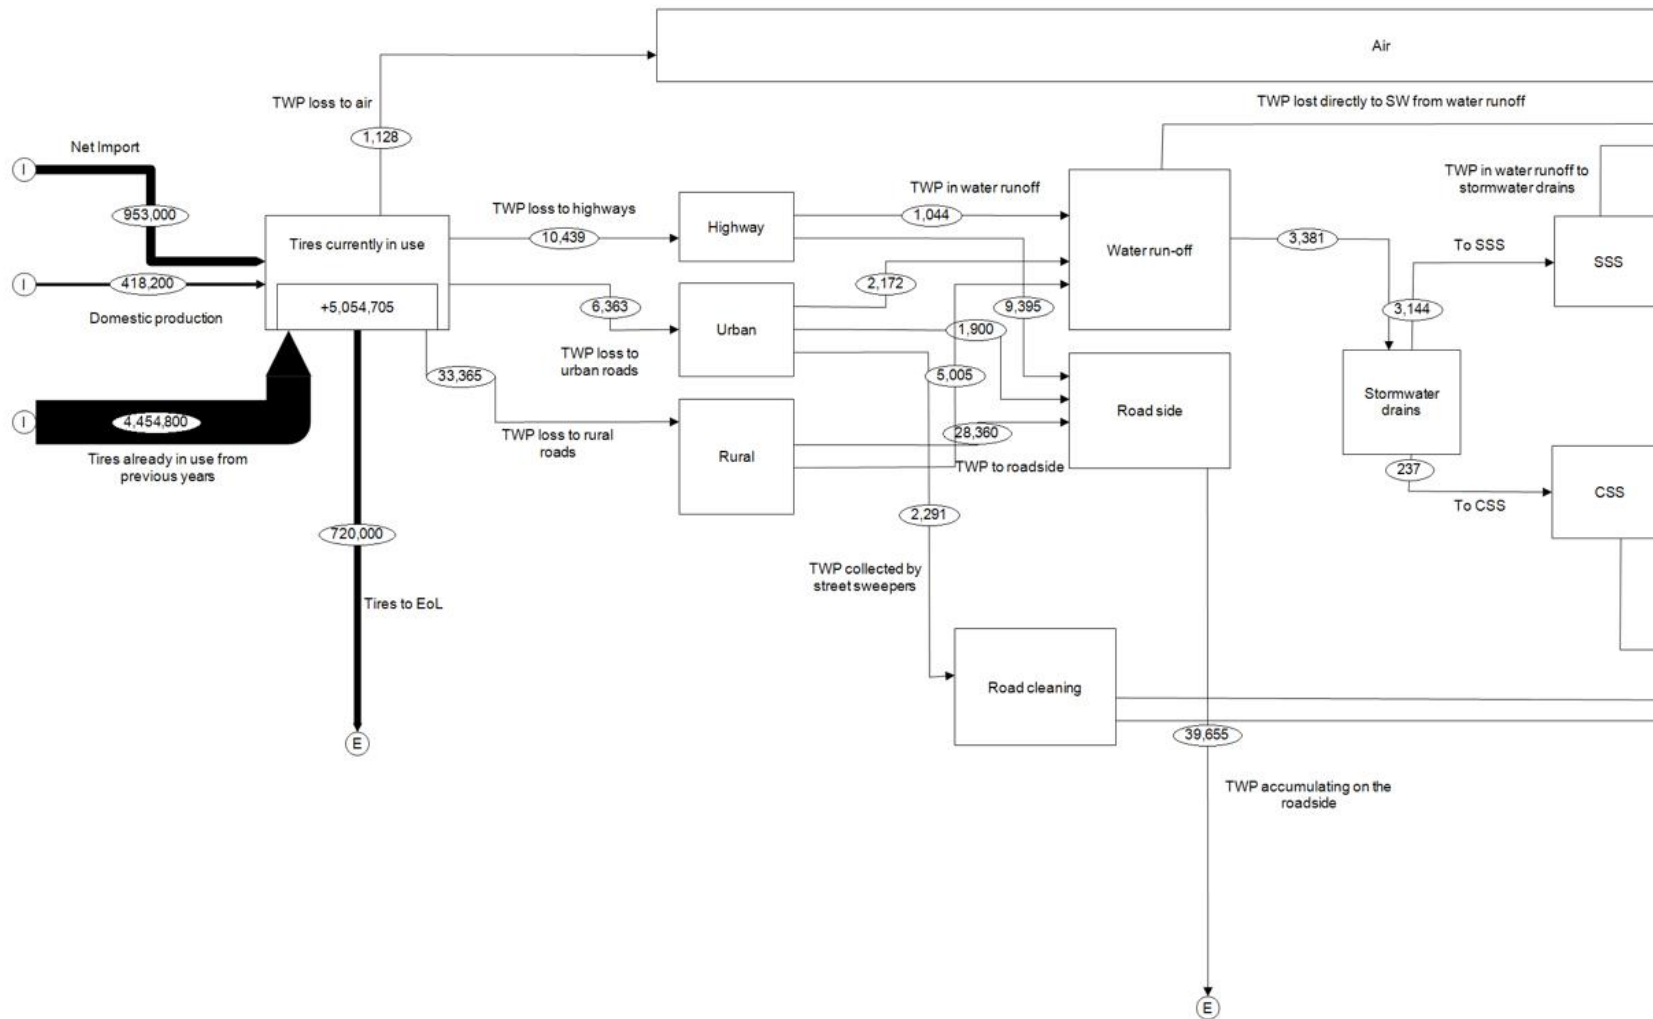 Air
TWP loss to air
TWP lost directly to SW from water runoff
1,128
Net Import
I
TWP in water runoff to
stormwater drains
TWP in water runoff
953,000
TWP loss to highways
1,044
Tires currently in use
10,439
Highway
Water run-off
3,381
To SSS
SSS
I
418,200
2,172
+5,054,705
6,363
9,395
3,144
Domestic production
Urban
1,900
TWP loss to
urban roads
33,365
5,005
Stormwater
drains
Road side
I
4,454,800
TWP loss to rural
roads
28,360
Rural
TWP to roadside
Tires already in use from
previous years
237
CSS
To CSS
2,291
720,000
TWP collected by
street sweepers
Tires to EoL
Road cleaning
E
39,655
TWP accumulating on the
roadside
E